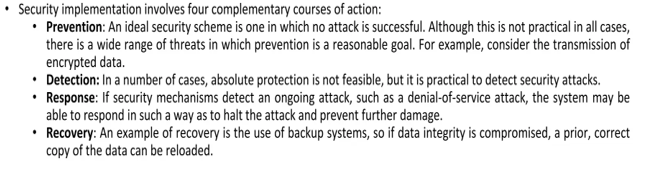 • Security implementation involves four complementary courses of action:
• Prevention: An ideal security scheme is one in which no attack is successful. Although this is not practical in all cases,
there is a wide range of threats in which prevention is a reasonable goal. For example, consider the transmission of
encrypted data.
• Detection: In a number of cases, absolute protection is not feasible, but it is practical to detect security attacks.
• Response: If security mechanisms detect an ongoing attack, such as a denial-of-service attack, the system may be
able to respond in such a way as to halt the attack and prevent further damage.
• Recovery: An example of recovery is the use of backup systems, so if data integrity is compromised, a prior, correct
copy of the data can be reloaded.